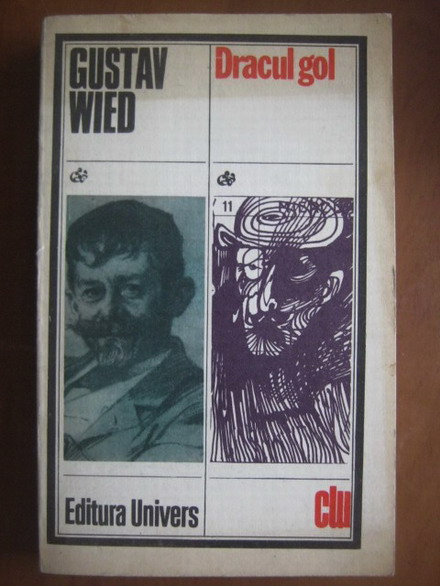 GUSTAV
WIED
Dracul gol
11
Editura Univers
clu